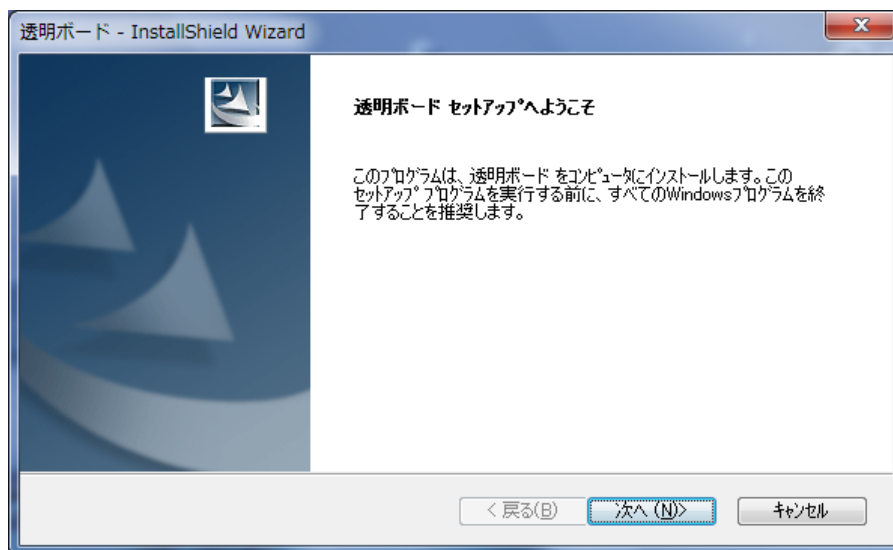 透明ボード - InstallShield Wizard
透明ボード ｾｯﾄｱｯﾌﾟへようこそ
このﾌﾟﾛｸﾞﾗﾑは、透明ボード をｺﾝﾋﾟｭｰﾀにインストールします。この
ｾｯﾄｱｯﾌﾟ ﾌﾟﾛｸﾞﾗﾑを実行する前に、すべてのWindowsﾌﾟﾛｸﾞﾗﾑを終
了することを推奨します。
< 戻る(B) 次へ (N)> ｷｬﾝｾﾙ